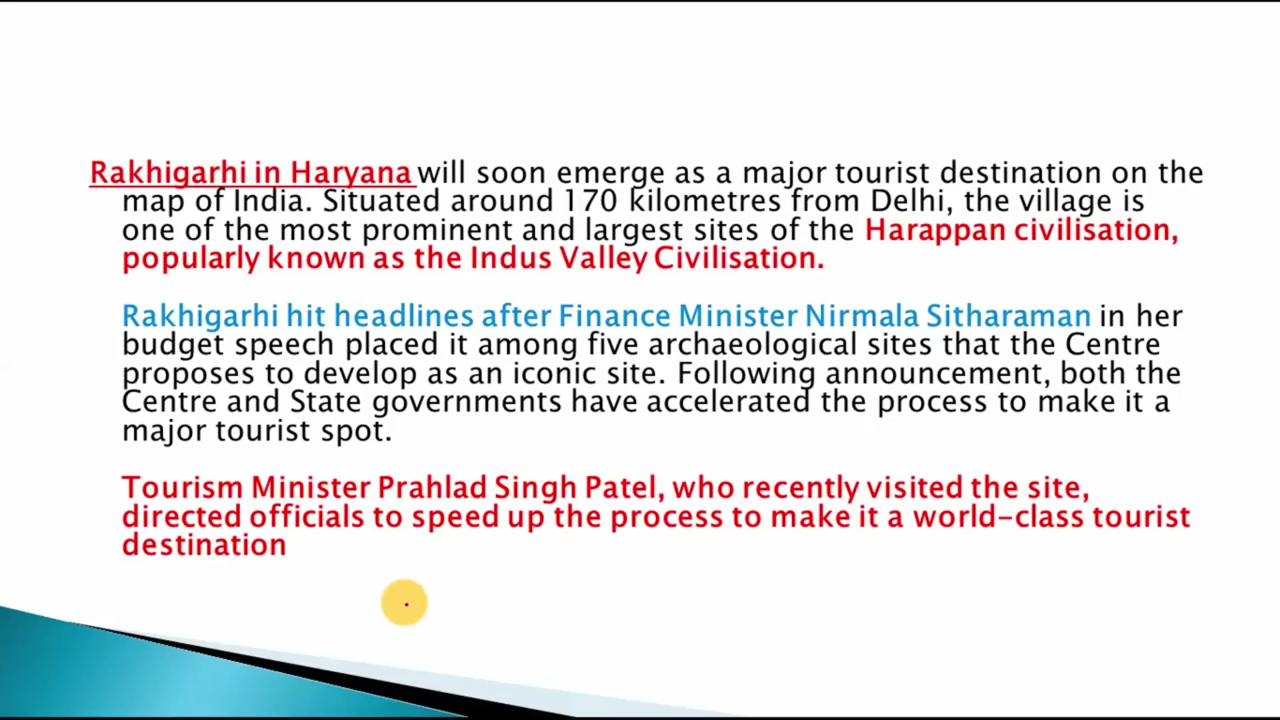 Rakhigarhi in Haryana will soon emerge as a major tourist destination on the
map of India. Situated around 170 kilometres from Delhi, the village is
one of the most prominent and largest sites of the Harappan civilisation,
popularly known as the Indus Valley Civilisation.
Rakhigarhi hit headlines after Finance Minister Nirmala Sitharaman in her
budget speech placed it among five archaeological sites that the Centre
proposes to develop as an iconic site. Following announcement, both the
Centre and State governments have accelerated the process to make it a
major tourist spot.
Tourism Minister Prahlad Singh Patel, who recently visited the site,
directed officials to speed up the process to make it a world-class tourist
destination